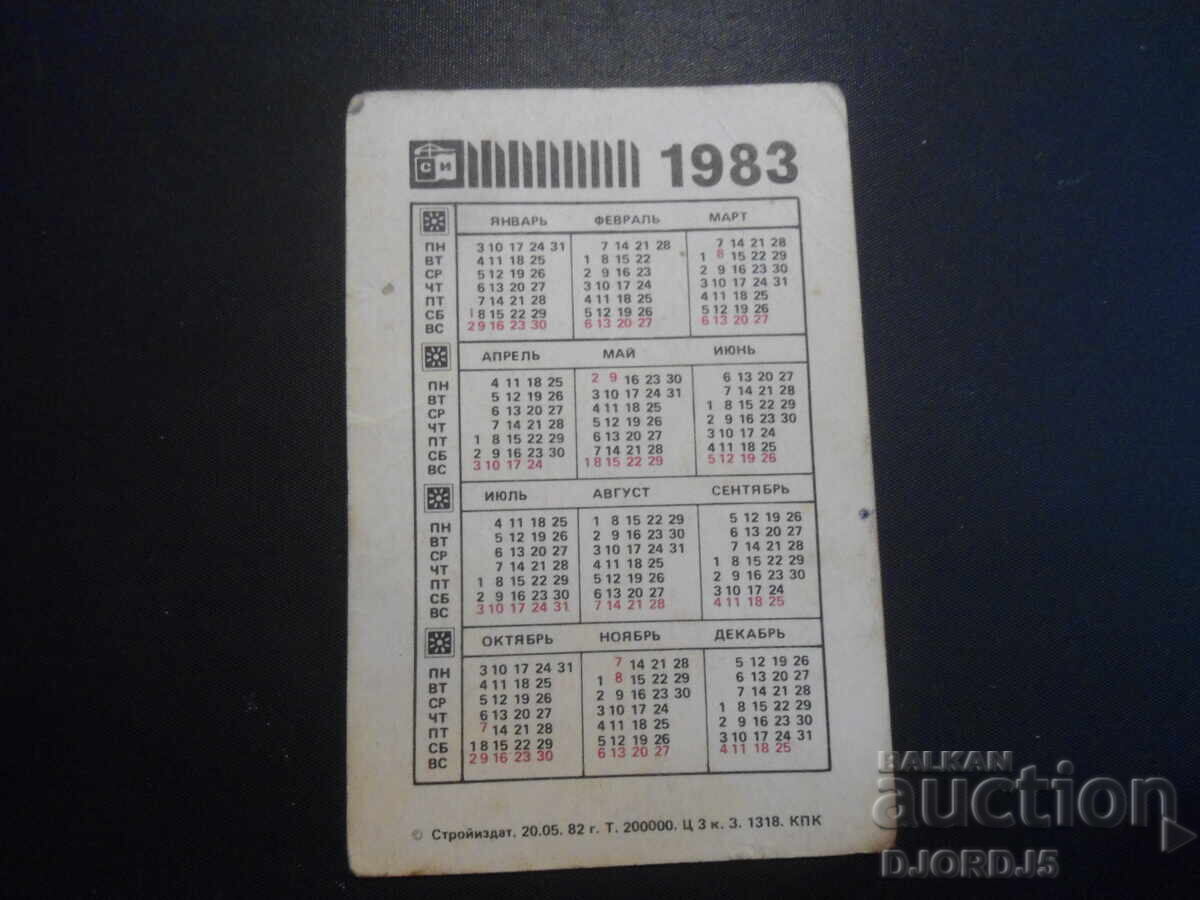 СИ 1983
ЯНВАРЬ ФЕВРАЛЬ МАРТ
ПН 3 10 17 24 31 7 14 21 28 7 14 21 28
ВТ 4 11 18 25 1 8 15 22 1 8 15 22 29
СР 5 12 19 26 2 9 16 23 2 9 16 23 30
ЧТ 6 13 20 27 3 10 17 24 3 10 17 24 31
ПТ 7 14 21 28 4 11 18 25 4 11 18 25
СБ 1 8 15 22 29 5 12 19 26 5 12 19 26
ВС 2 9 16 23 30 6 13 20 27 6 13 20 27
АПРЕЛЬ МАЙ ИЮНЬ
ПН 4 11 18 25 2 9 16 23 30 6 13 20 27
ВТ 5 12 19 26 3 10 17 24 31 7 14 21 28
СР 6 13 20 27 4 11 18 25 1 8 15 22 29
ЧТ 7 14 21 28 5 12 19 26 2 9 16 23 30
ПТ 1 8 15 22 29 6 13 20 27 3 10 17 24
СБ 2 9 16 23 30 7 14 21 28 4 11 18 25
ВС 3 10 17 24 1 8 15 22 29 5 12 19 26
ИЮЛЬ АВГУСТ СЕНТЯБРЬ
ПН 4 11 18 25 1 8 15 22 29 5 12 19 26
ВТ 5 12 19 26 2 9 16 23 30 6 13 20 27
СР 6 13 20 27 3 10 17 24 31 7 14 21 28
ЧТ 7 14 21 28 4 11 18 25 1 8 15 22 29
ПТ 1 8 15 22 29 5 12 19 26 2 9 16 23 30
СБ 2 9 16 23 30 6 13 20 27 3 10 17 24
ВС 3 10 17 24 31 7 14 21 28 4 11 18 25
ОКТЯБРЬ НОЯБРЬ ДЕКАБРЬ
ПН 3 10 17 24 31 7 14 21 28 5 12 19 26
ВТ 4 11 18 25 1 8 15 22 29 6 13 20 27
СР 5 12 19 26 2 9 16 23 30 7 14 21 28
ЧТ 6 13 20 27 3 10 17 24 1 8 15 22 29
ПТ 7 14 21 28 4 11 18 25 2 9 16 23 30
СБ 1 8 15 22 29 5 12 19 26 3 10 17 24 31
ВС 2 9 16 23 30 6 13 20 27 4 11 18 25
© Стройиздат. 20.05. 82 г. Т. 200000. Ц 3 к. З. 1318. КПК
BALKAN
auction
DJORDJ5